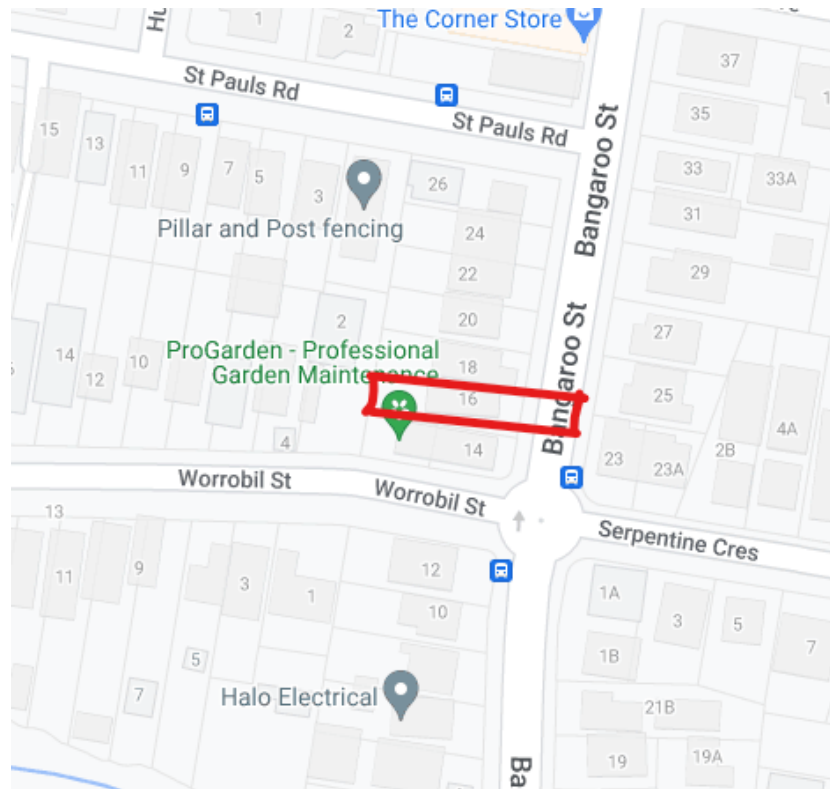 Hu
1
2
The Corner Store
37
St Pauls Rd
St Pauls Rd
Bangaroo St
15
13
11
9
7
5
3
26
35
33
33A
31
Pillar and Post fencing
24
22
29
20
2
Bangaroo St
27
14
12
10
ProGarden - Professional
Garden Maintenance
18
16
25
4
14
23
23A
2B
4A
Worrobil St
Worrobil St
Serpentine Cres
13
11
9
3
1
12
10
1A
3
5
7
1B
5
7
Halo Electrical
21B
19
19A
Ba